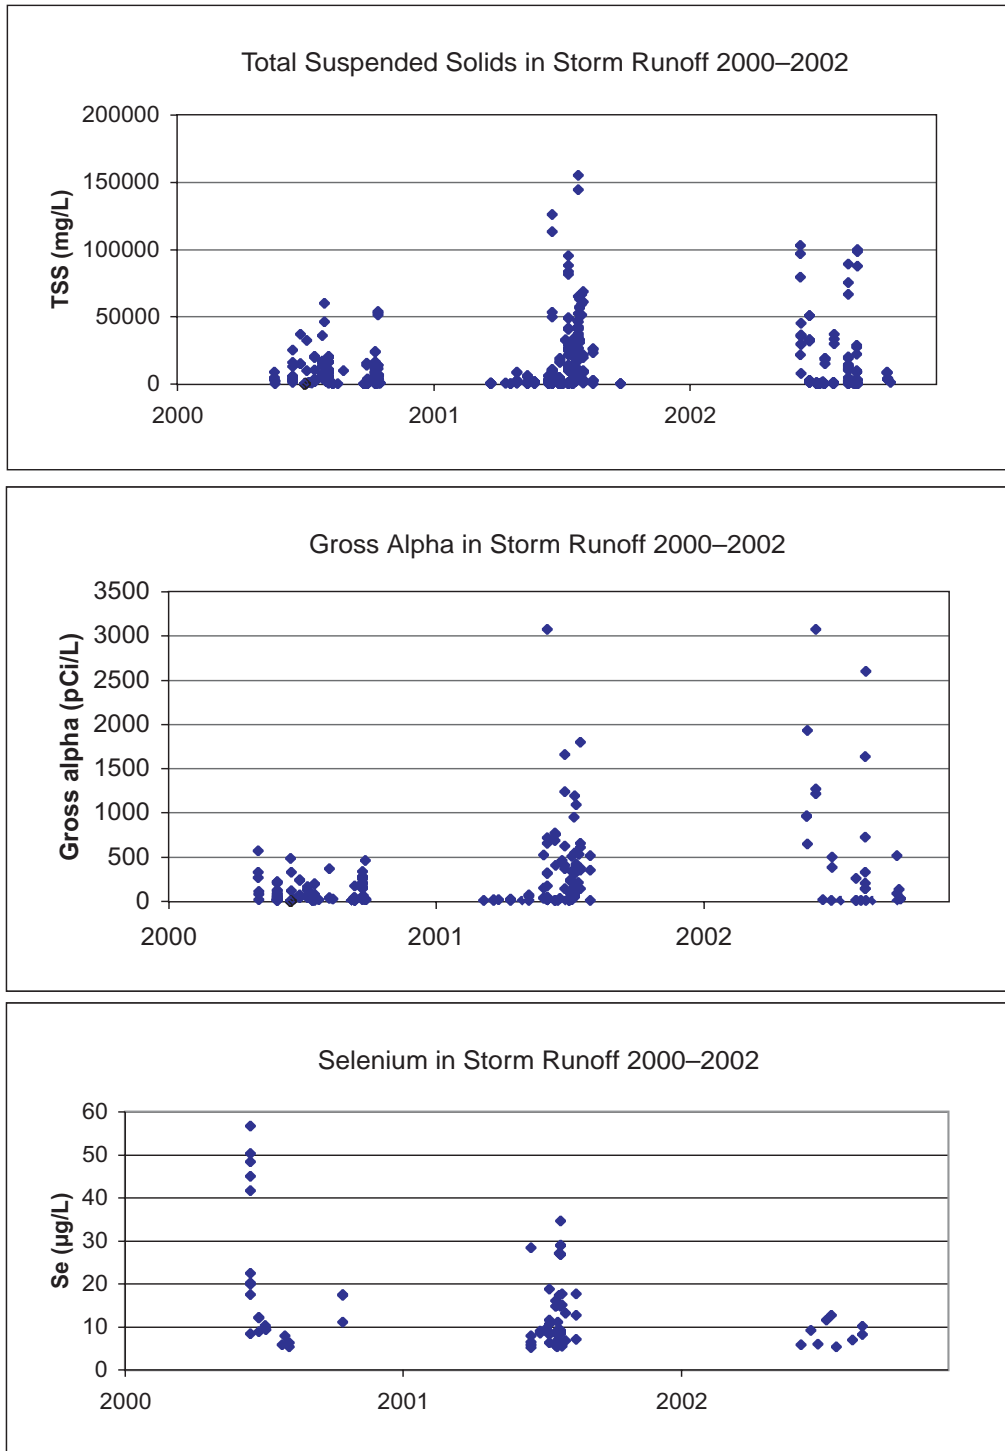 Total Suspended Solids in Storm Runoff 2000–2002
200000
150000
100000
50000
0
TSS (mg/L)
2000 2001 2002
Gross Alpha in Storm Runoff 2000–2002
3500
3000
2500
2000
1500
1000
500
0
Gross alpha (pCi/L)
2000 2001 2002
Selenium in Storm Runoff 2000–2002
60
50
40
30
20
10
0
Se (µg/L)
2000 2001 2002